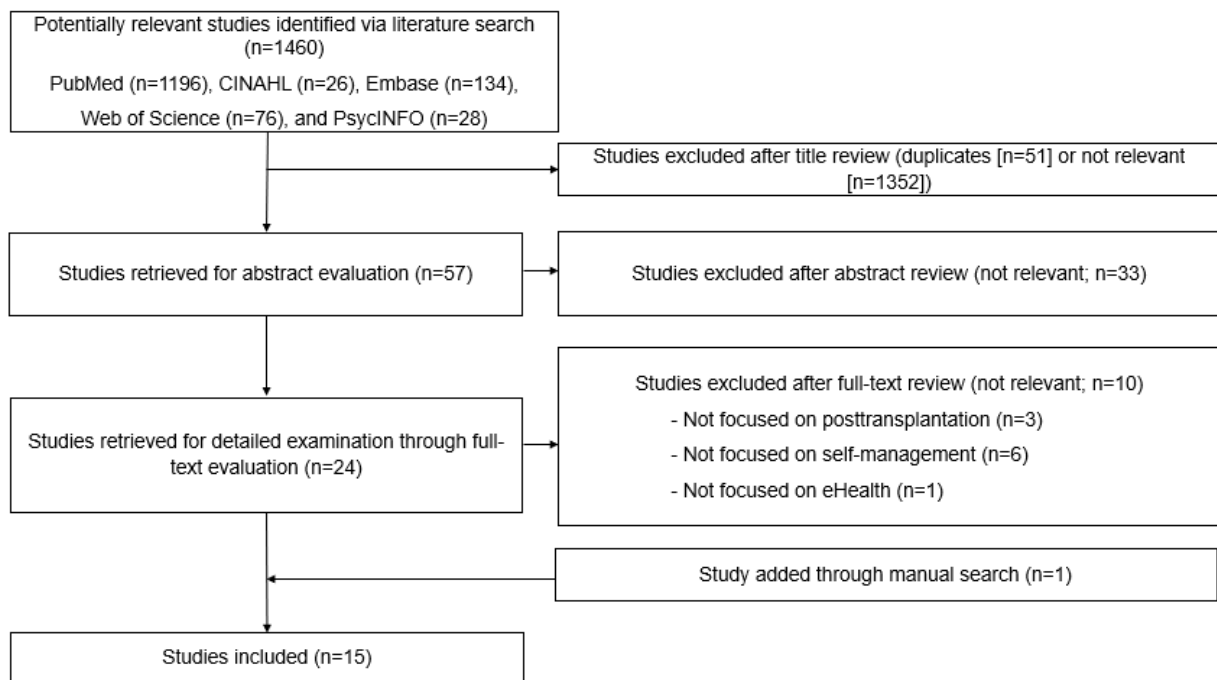 Potentially relevant studies identified via literature search
(n=1460)
PubMed (n=1196), CINAHL (n=26), Embase (n=134),
Web of Science (n=76), and PsycINFO (n=28)
Studies excluded after title review (duplicates [n=51] or not relevant
[n=1352])
Studies retrieved for abstract evaluation (n=57)
Studies excluded after abstract review (not relevant; n=33)
Studies retrieved for detailed examination through full-
text evaluation (n=24)
Studies excluded after full-text review (not relevant; n=10)
- Not focused on posttransplantation (n=3)
- Not focused on self-management (n=6)
- Not focused on eHealth (n=1)
Study added through manual search (n=1)
Studies included (n=15)